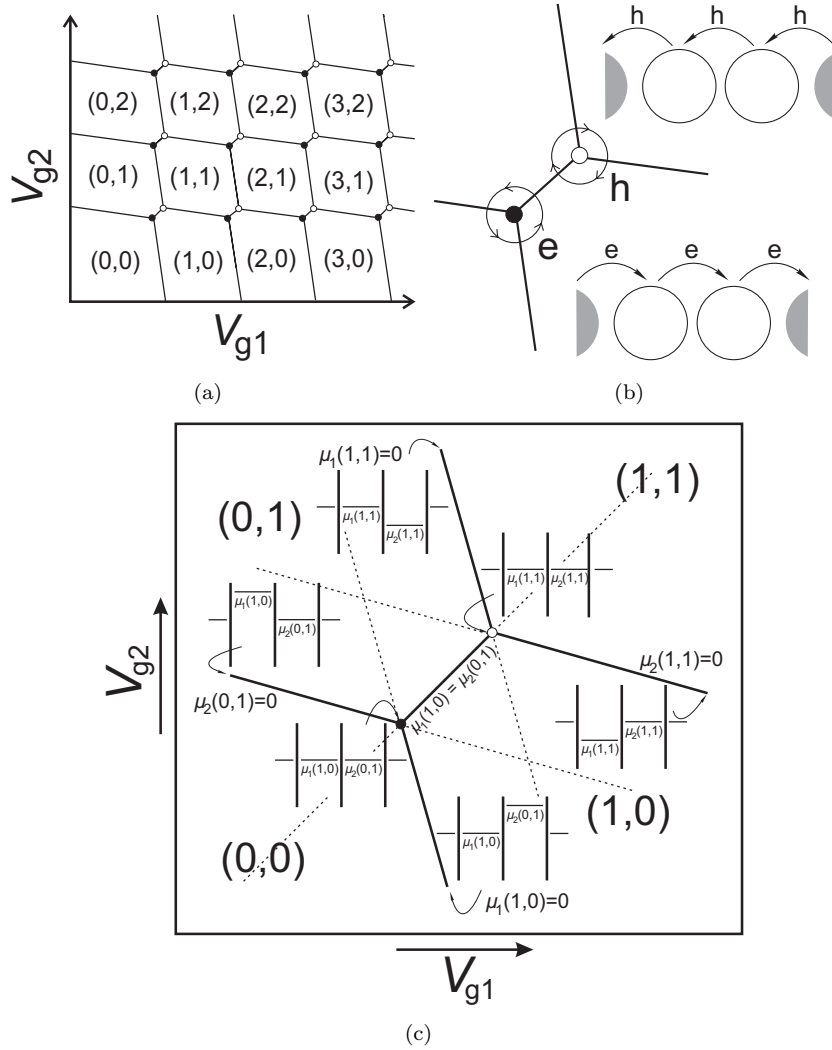 V_g2
(0,2) (1,2) (2,2) (3,2)
(0,1) (1,1) (2,1) (3,1)
(0,0) (1,0) (2,0) (3,0)
V_g1
(a)
h h h
h
e
e e e
(b)
μ₁(1,1)=0
(0,1)
(1,1)
μ₁(1,1)
μ₂(1,1)
μ₁(1,1) μ₂(1,1)
μ₁(1,0)
μ₂(0,1)
V_g2
μ₂(0,1)=0
μ₁(1,0) = μ₂(0,1)
μ₂(1,1)=0
μ₁(1,1)
μ₂(1,1)
μ₁(1,0) μ₂(0,1)
(1,0)
μ₂(0,1)
μ₁(1,0)
(0,0)
μ₁(1,0)=0
V_g1
(c)